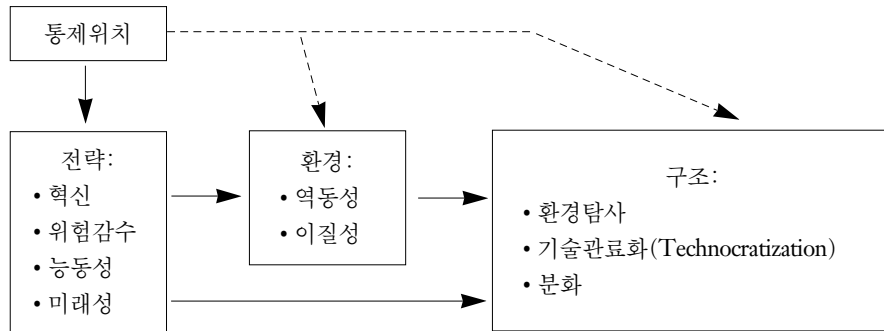 통제위치
전략:
• 혁신
• 위험감수
• 능동성
• 미래성
환경:
• 역동성
• 이질성
구조:
• 환경탐사
• 기술관료화(Technocratization)
• 분화